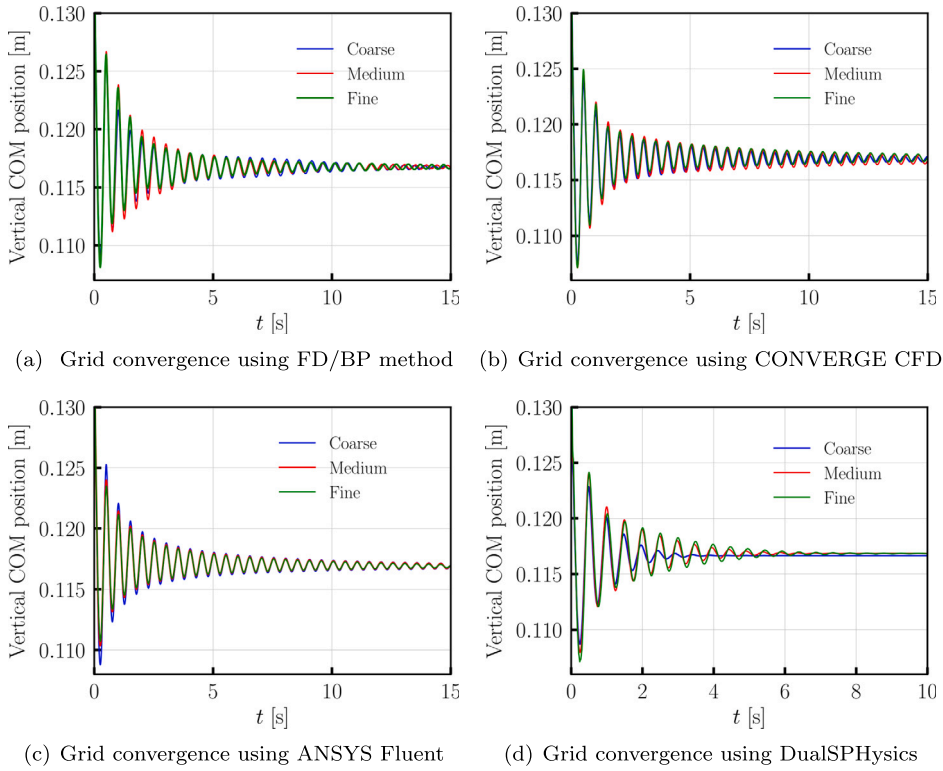 0.130
0.125
0.120
0.115
0.110
Vertical COM position [m]
Coarse
Medium
Fine
0 5 10 15
t [s]
(a) Grid convergence using FD/BP method
0.130
0.125
0.120
0.115
0.110
Vertical COM position [m]
Coarse
Medium
Fine
0 5 10 15
t [s]
(b) Grid convergence using CONVERGE CFD
0.130
0.125
0.120
0.115
0.110
Vertical COM position [m]
Coarse
Medium
Fine
0 5 10 15
t [s]
(c) Grid convergence using ANSYS Fluent
0.130
0.125
0.120
0.115
0.110
Vertical COM position [m]
Coarse
Medium
Fine
0 2 4 6 8 10
t [s]
(d) Grid convergence using DualSPHysics